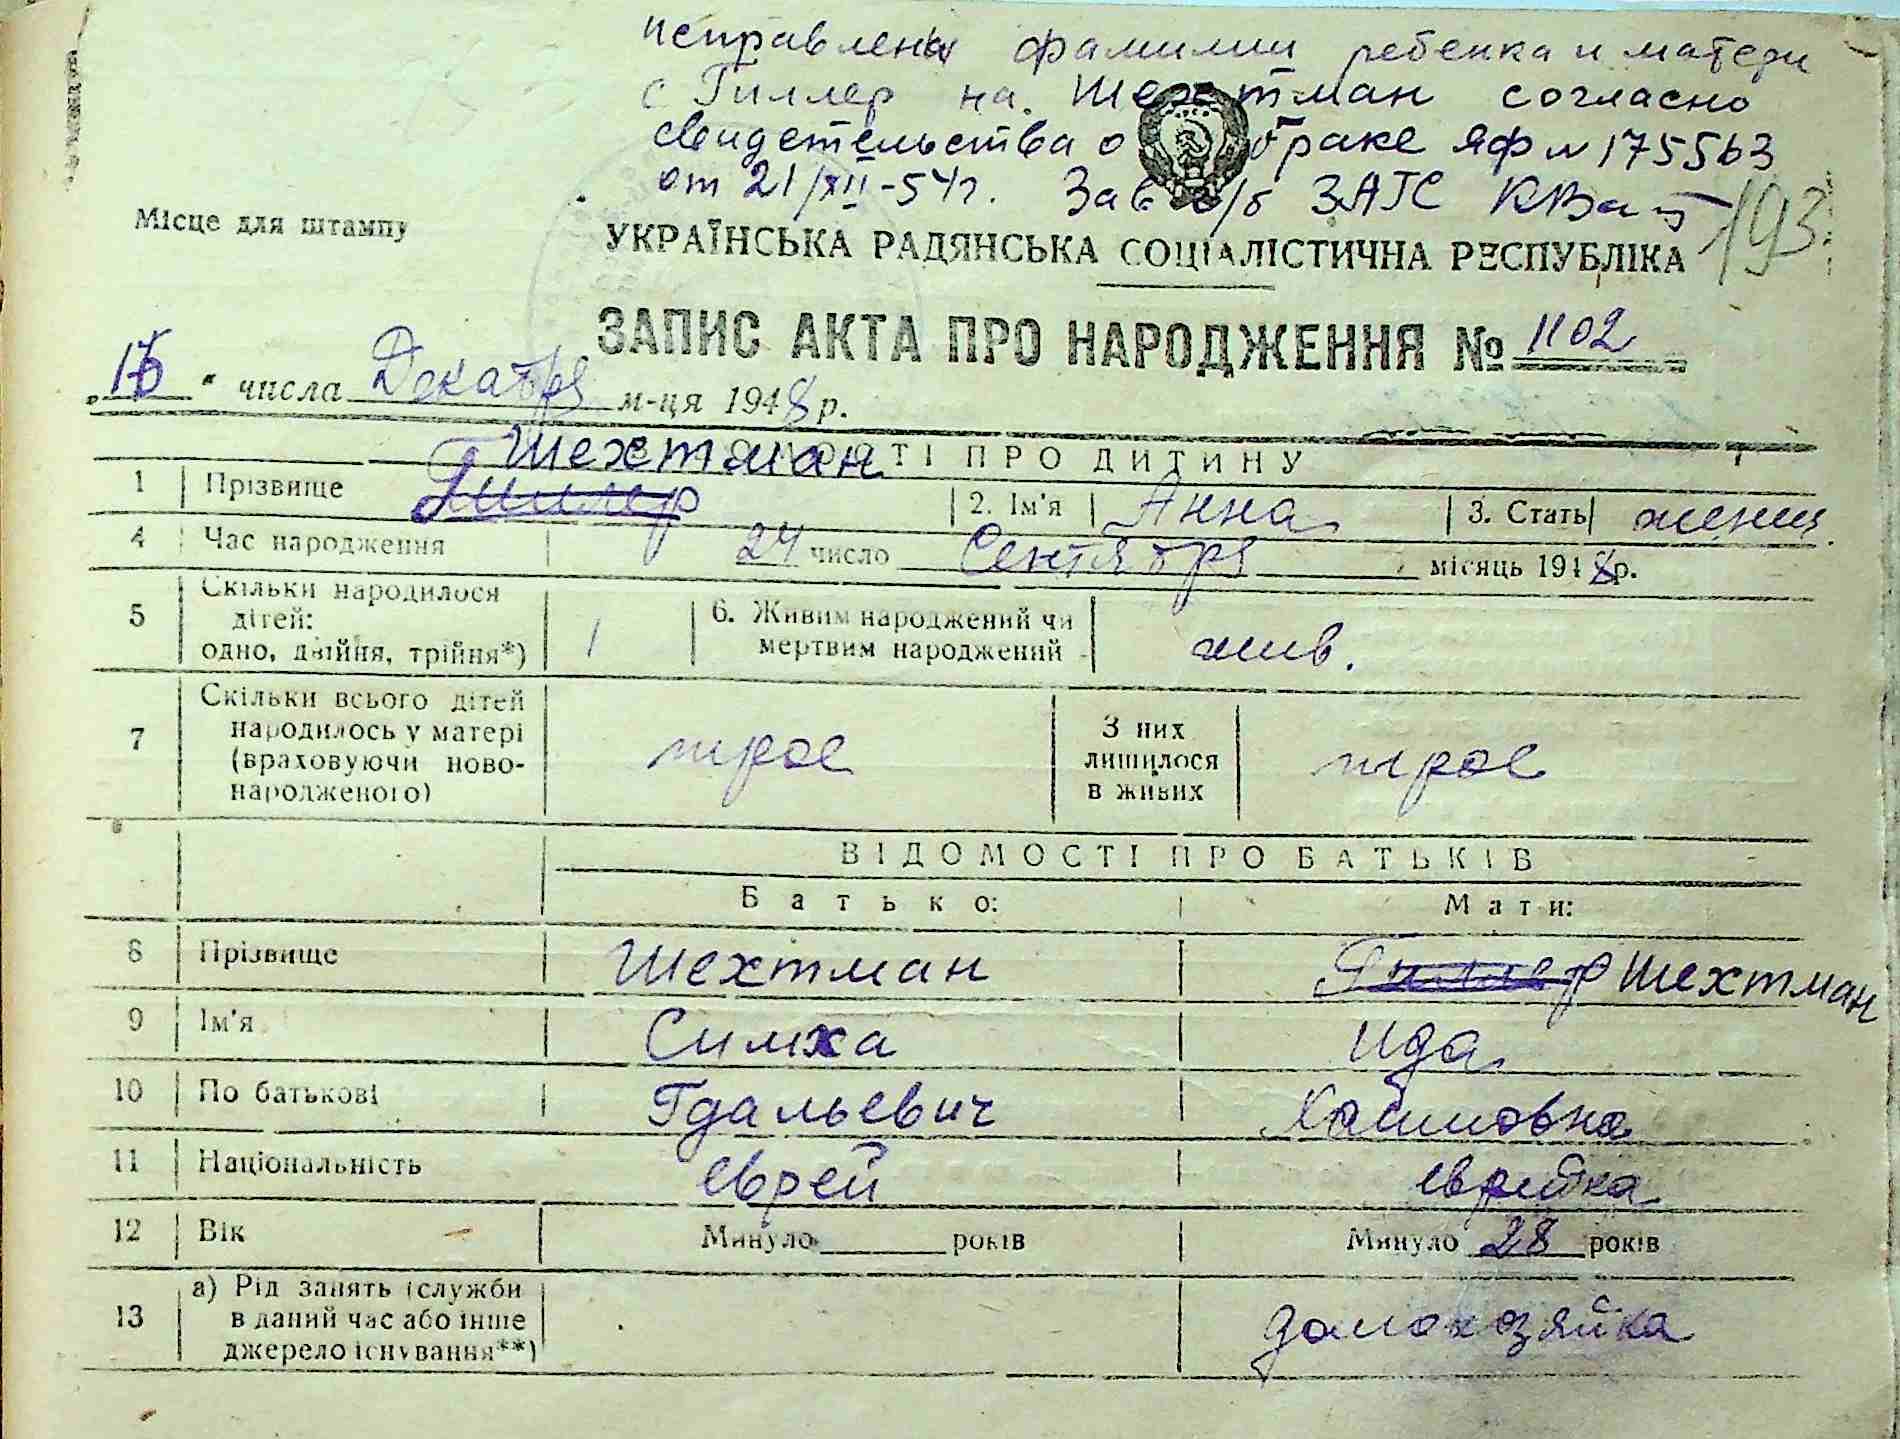 исправлены фамилии ребенка и матери
с Гиллер на Шехтман согласно
свидетельства о браке ЯФ № 175563
от 21/XII-54г. Зав г/б ЗАГС
193
Місце для штампу
УКРАЇНСЬКА РАДЯНСЬКА СОЦІАЛІСТИЧНА РЕСПУБЛІКА
ЗАПИС АКТА ПРО НАРОДЖЕННЯ № 1102
„16" числа Декабря м-ця 1948 р.
ПРО ДИТИНУ
Шехтман
1 Прізвище Гиллер 2. Ім'я Анна 3. Стать женщ.
4 Час народження 24 число Сентября місяць 1948 р.
5 Скільки народилося дітей: одно, двійня, трійня*) 1 6. Живим народжений чи мертвим народжений жив.
7 Скільки всього дітей народилось у матері (враховуючи ново-народженого) трое З них лишилося в живих трое
ВІДОМОСТІ ПРО БАТЬКІВ
Батько: Мати:
8 Прізвище Шехтман Гиллер Шехтман
9 Ім'я Симха Ида
10 По батькові Гдальевич Хаимовна
11 Національність еврей еврейка
12 Вік Минуло років Минуло 28 років
13 а) Рід занять (служби в даний час або інше джерело існування**) домохозяйка